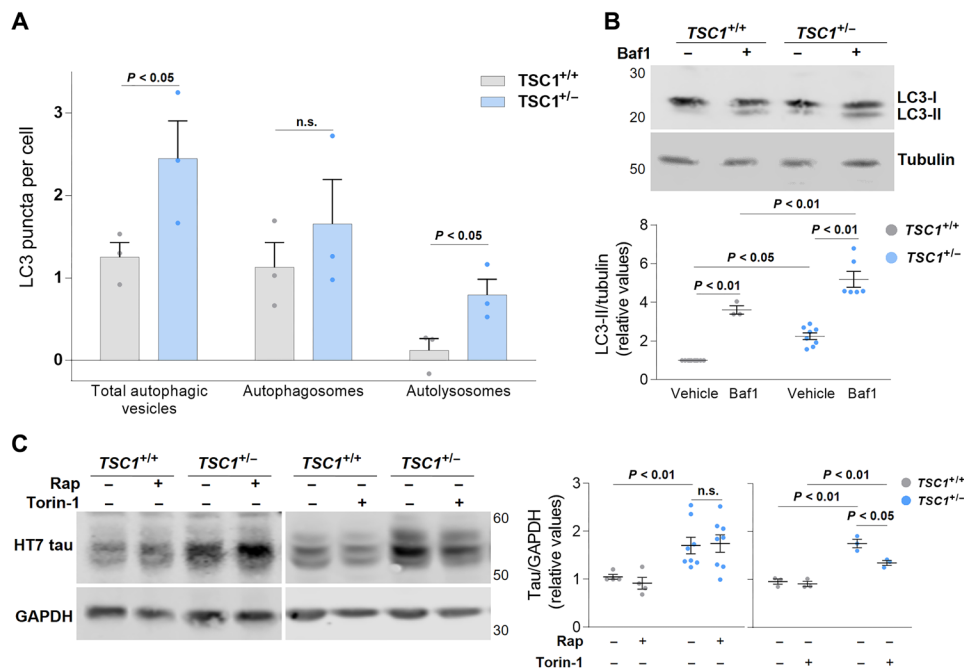 A
LC3 puncta per cell
3
2
1
0
P < 0.05
n.s.
P < 0.05
TSC1+/+
TSC1+/−
Total autophagic
vesicles
Autophagosomes
Autolysosomes
B
TSC1+/+ TSC1+/−
Baf1 − + − +
30
20
LC3-I
LC3-II
50
Tubulin
LC3-II/tubulin
(relative values)
8
6
4
2
0
P < 0.01
P < 0.01
P < 0.05
P < 0.01
TSC1+/+
TSC1+/−
Vehicle Baf1 Vehicle Baf1
C
TSC1+/+ TSC1+/− TSC1+/+ TSC1+/−
Rap − + − + − − − −
Torin-1 − − − − − + − +
60
HT7 tau
50
GAPDH
30
Tau/GAPDH
(relative values)
3
2
1
0
P < 0.01
n.s.
P < 0.01
P < 0.01
P < 0.05
TSC1+/+
TSC1+/−
Rap − + − + − − − −
Torin-1 − − − − − + − +